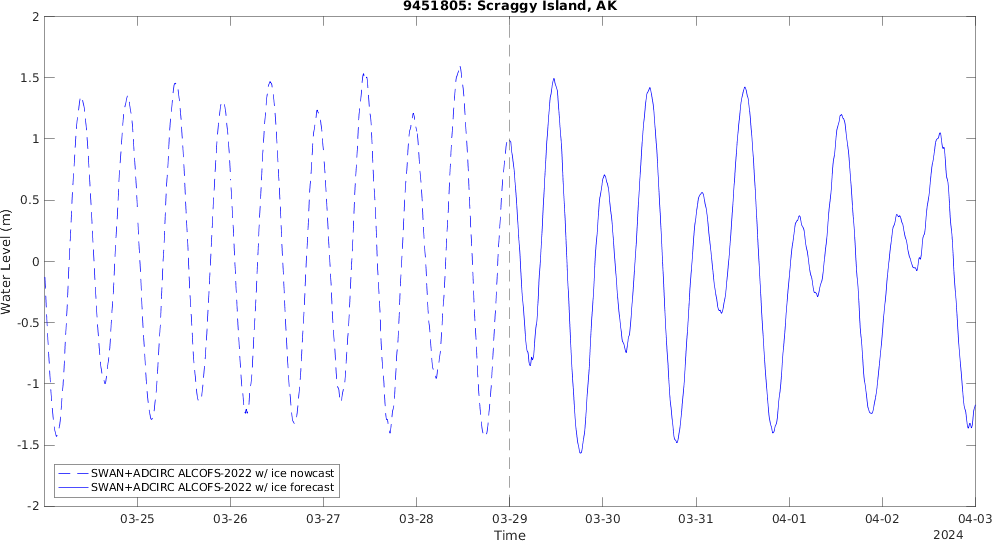 9451805: Scraggy Island, AK
Water Level (m)
2
1.5
1
0.5
0
-0.5
-1
-1.5
-2
SWAN+ADCIRC ALCOFS-2022 w/ ice nowcast
SWAN+ADCIRC ALCOFS-2022 w/ ice forecast
03-25 03-26 03-27 03-28 03-29 03-30 03-31 04-01 04-02 04-03
Time
2024